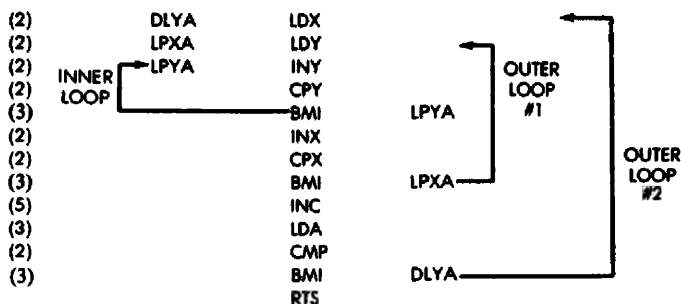 (2) DLYA LDX
(2) LPXA LDY
(2) LPYA INY
(2) CPY
(3) BMI LPYA
(2) INX
(2) CPX
(3) BMI LPXA
(5) INC
(3) LDA
(2) CMP
(3) BMI DLYA
RTS
INNER
LOOP
OUTER
LOOP
#1
OUTER
LOOP
#2